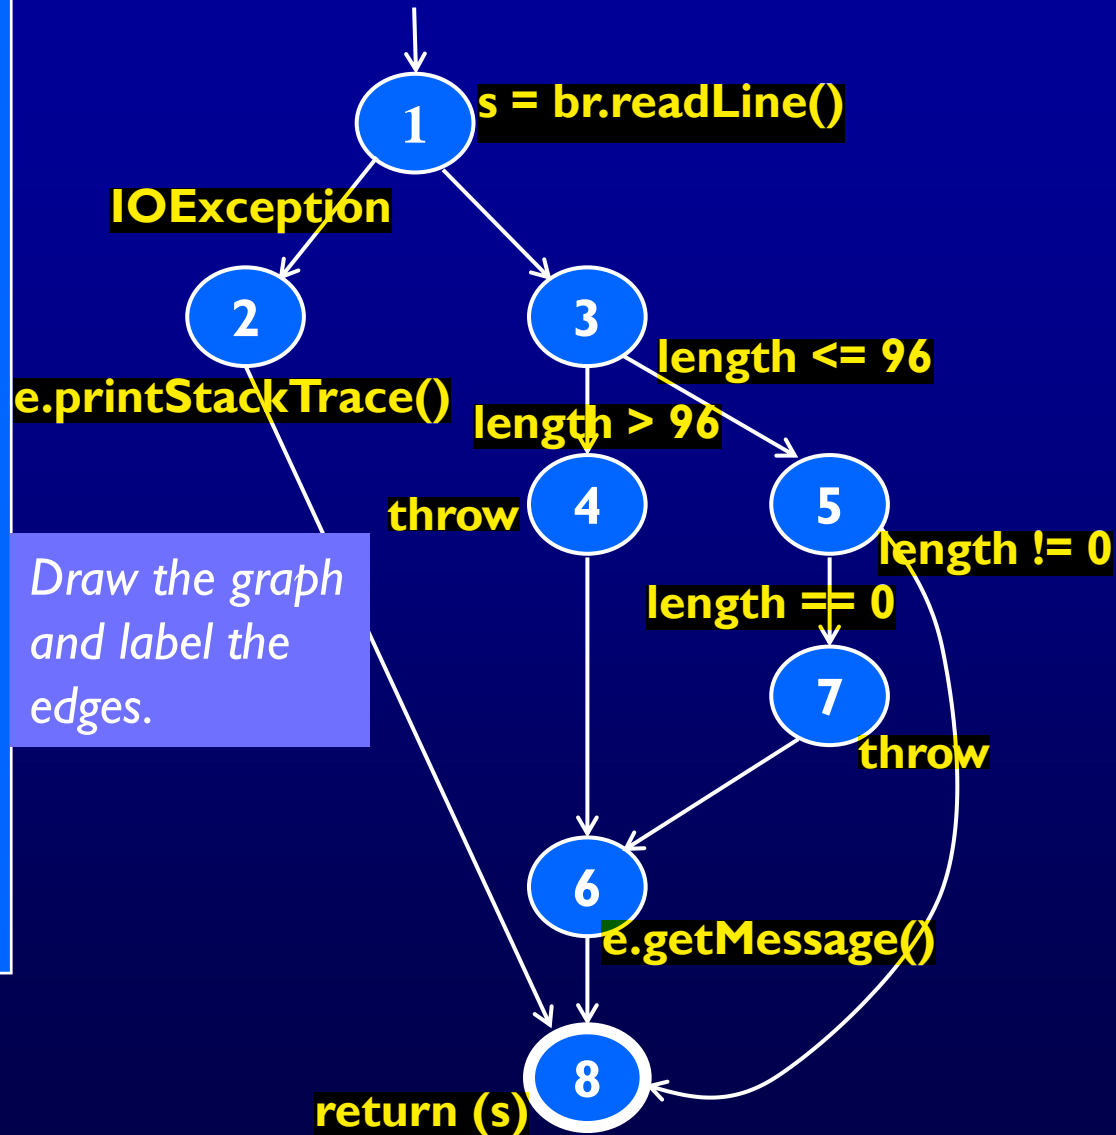 1
s = br.readLine()
IOException
2
3
length <= 96
e.printStackTrace()
length > 96
4
5
throw
length != 0
Draw the graph
and label the
edges.
length == 0
7
throw
6
e.getMessage()
8
return (s)